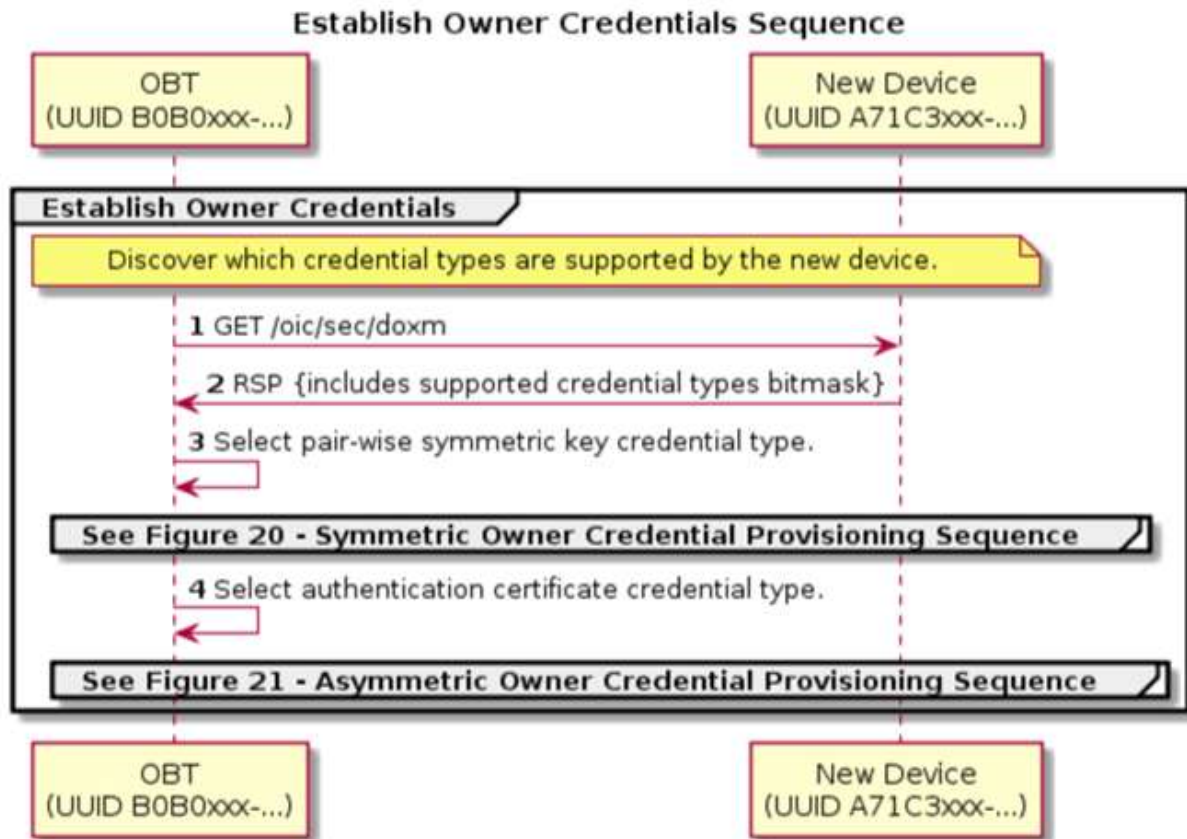 Establish Owner Credentials Sequence
OBT
(UUID B0B0xxx-...)
New Device
(UUID A71C3xxx-...)
Establish Owner Credentials
Discover which credential types are supported by the new device.
1 GET /oic/sec/doxm
2 RSP {includes supported credential types bitmask}
3 Select pair-wise symmetric key credential type.
See Figure 20 - Symmetric Owner Credential Provisioning Sequence
4 Select authentication certificate credential type.
See Figure 21 - Asymmetric Owner Credential Provisioning Sequence
OBT
(UUID B0B0xxx-...)
New Device
(UUID A71C3xxx-...)